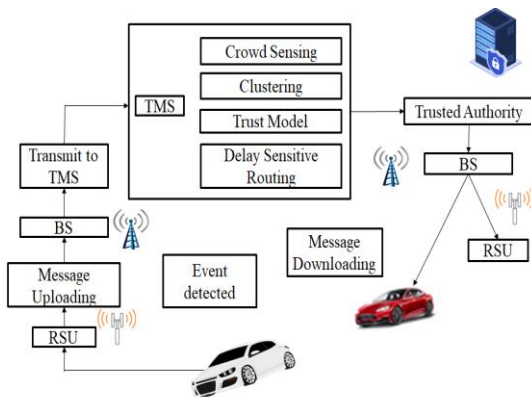 Crowd Sensing
Clustering
TMS
Trust Model
Delay Sensitive
Routing
Trusted Authority
BS
RSU
Transmit to
TMS
BS
Message
Uploading
RSU
Event
detected
Message
Downloading